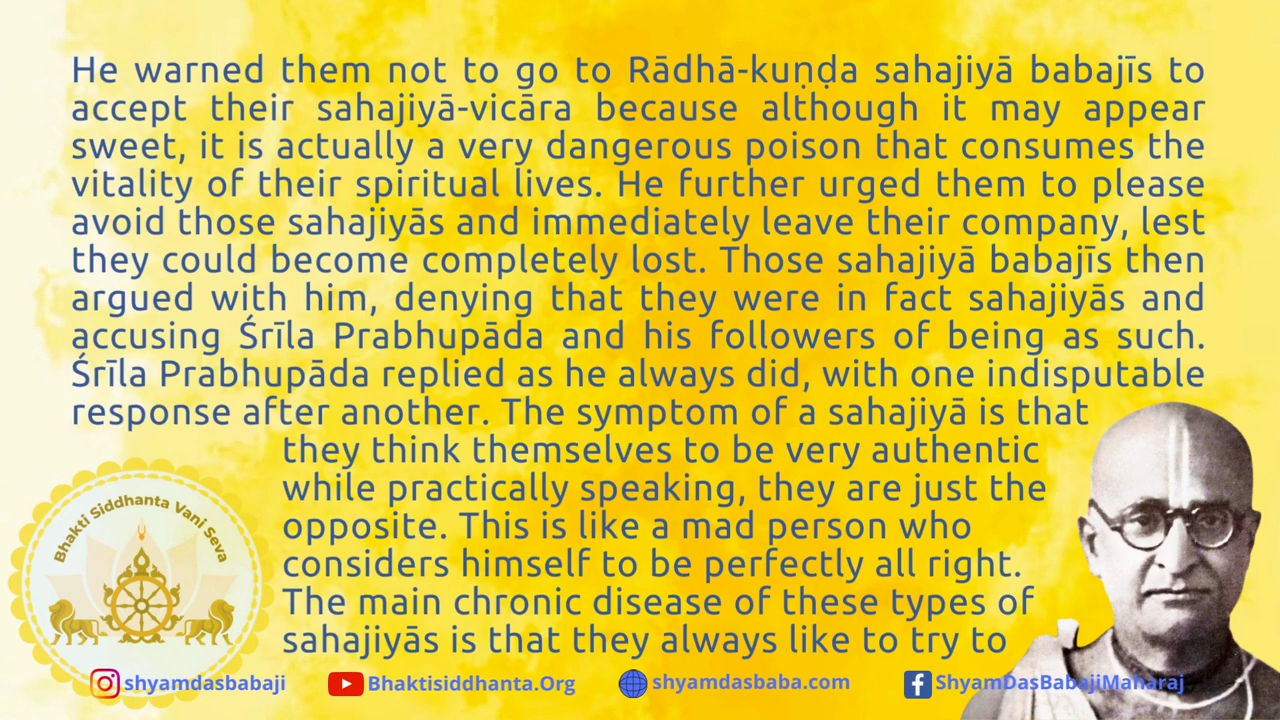 He warned them not to go to Rādhā-kuṇḍa sahajiyā babajīs to
accept their sahajiyā-vicāra because although it may appear
sweet, it is actually a very dangerous poison that consumes the
vitality of their spiritual lives. He further urged them to please
avoid those sahajiyās and immediately leave their company, lest
they could become completely lost. Those sahajiyā babajīs then
argued with him, denying that they were in fact sahajiyās and
accusing Śrīla Prabhupāda and his followers of being as such.
Śrīla Prabhupāda replied as he always did, with one indisputable
response after another. The symptom of a sahajiyā is that
they think themselves to be very authentic
while practically speaking, they are just the
opposite. This is like a mad person who
considers himself to be perfectly all right.
The main chronic disease of these types of
sahajiyās is that they always like to try to
Bhakti Siddhanta Vani Seva
shyamdasbabaji
Bhaktisiddhanta.Org
shyamdasbaba.com
ShyamDasBabajiMaharaj